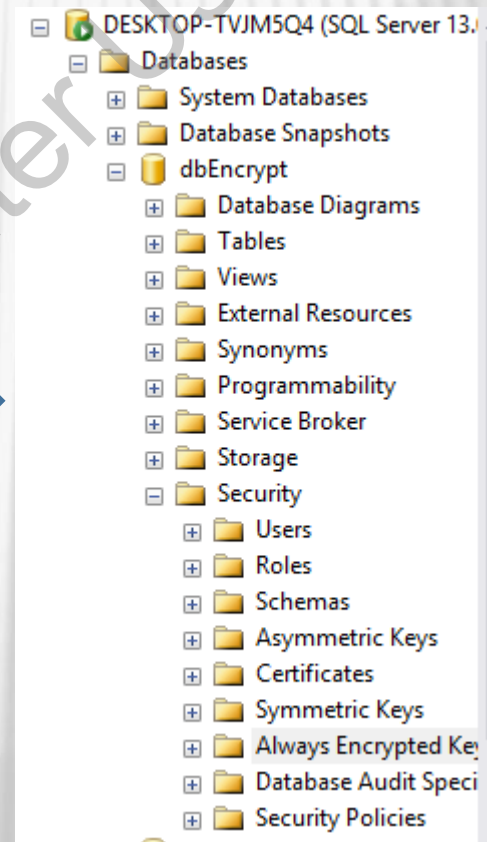 DESKTOP-TVJM5Q4 (SQL Server 13.
Databases
System Databases
Database Snapshots
dbEncrypt
Database Diagrams
Tables
Views
External Resources
Synonyms
Programmability
Service Broker
Storage
Security
Users
Roles
Schemas
Asymmetric Keys
Certificates
Symmetric Keys
Always Encrypted Key
Database Audit Speci
Security Policies